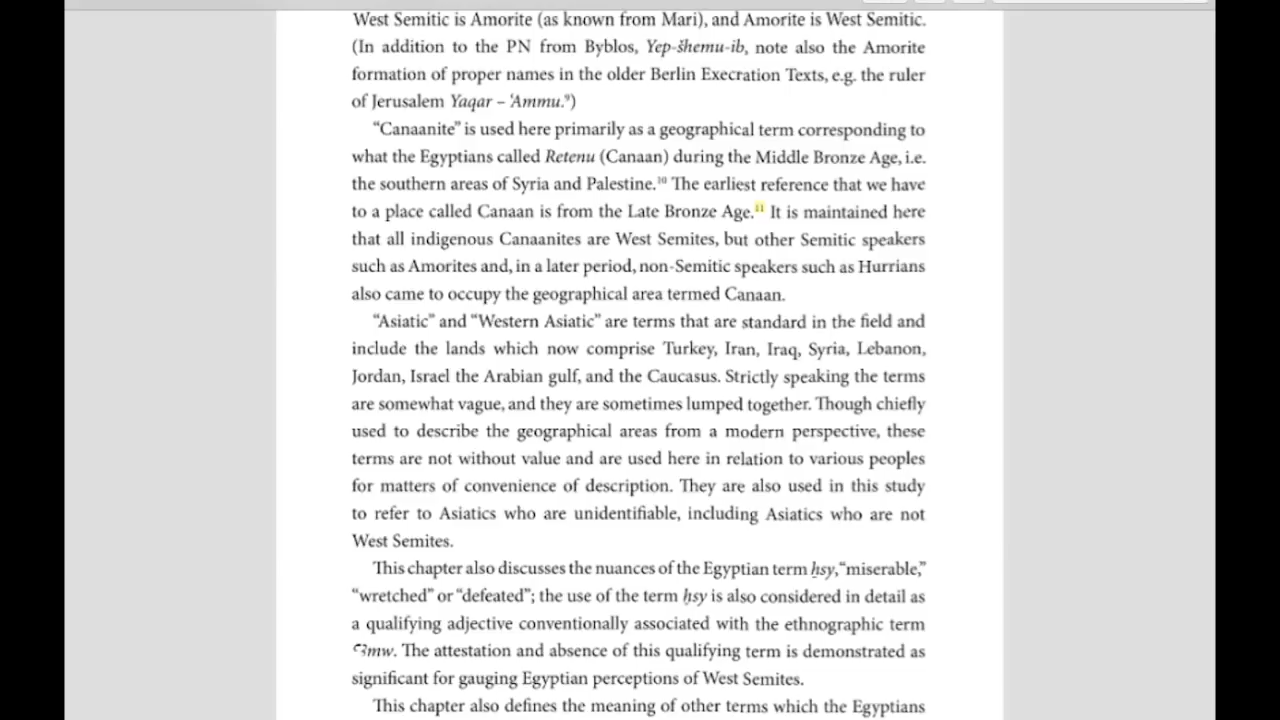 West Semitic is Amorite (as known from Mari), and Amorite is West Semitic.
(In addition to the PN from Byblos, Yep-šhemu-ib, note also the Amorite
formation of proper names in the older Berlin Execration Texts, e.g. the ruler
of Jerusalem Yaqar – ‘Ammu.⁹)
“Canaanite” is used here primarily as a geographical term corresponding to
what the Egyptians called Retenu (Canaan) during the Middle Bronze Age, i.e.
the southern areas of Syria and Palestine.¹⁰ The earliest reference that we have
to a place called Canaan is from the Late Bronze Age.¹¹ It is maintained here
that all indigenous Canaanites are West Semites, but other Semitic speakers
such as Amorites and, in a later period, non-Semitic speakers such as Hurrians
also came to occupy the geographical area termed Canaan.
“Asiatic” and “Western Asiatic” are terms that are standard in the field and
include the lands which now comprise Turkey, Iran, Iraq, Syria, Lebanon,
Jordan, Israel the Arabian gulf, and the Caucasus. Strictly speaking the terms
are somewhat vague, and they are sometimes lumped together. Though chiefly
used to describe the geographical areas from a modern perspective, these
terms are not without value and are used here in relation to various peoples
for matters of convenience of description. They are also used in this study
to refer to Asiatics who are unidentifiable, including Asiatics who are not
West Semites.
This chapter also discusses the nuances of the Egyptian term ẖsy, “miserable,”
“wretched” or “defeated”; the use of the term ẖsy is also considered in detail as
a qualifying adjective conventionally associated with the ethnographic term
ꜥꜣmw. The attestation and absence of this qualifying term is demonstrated as
significant for gauging Egyptian perceptions of West Semites.
This chapter also defines the meaning of other terms which the Egyptians